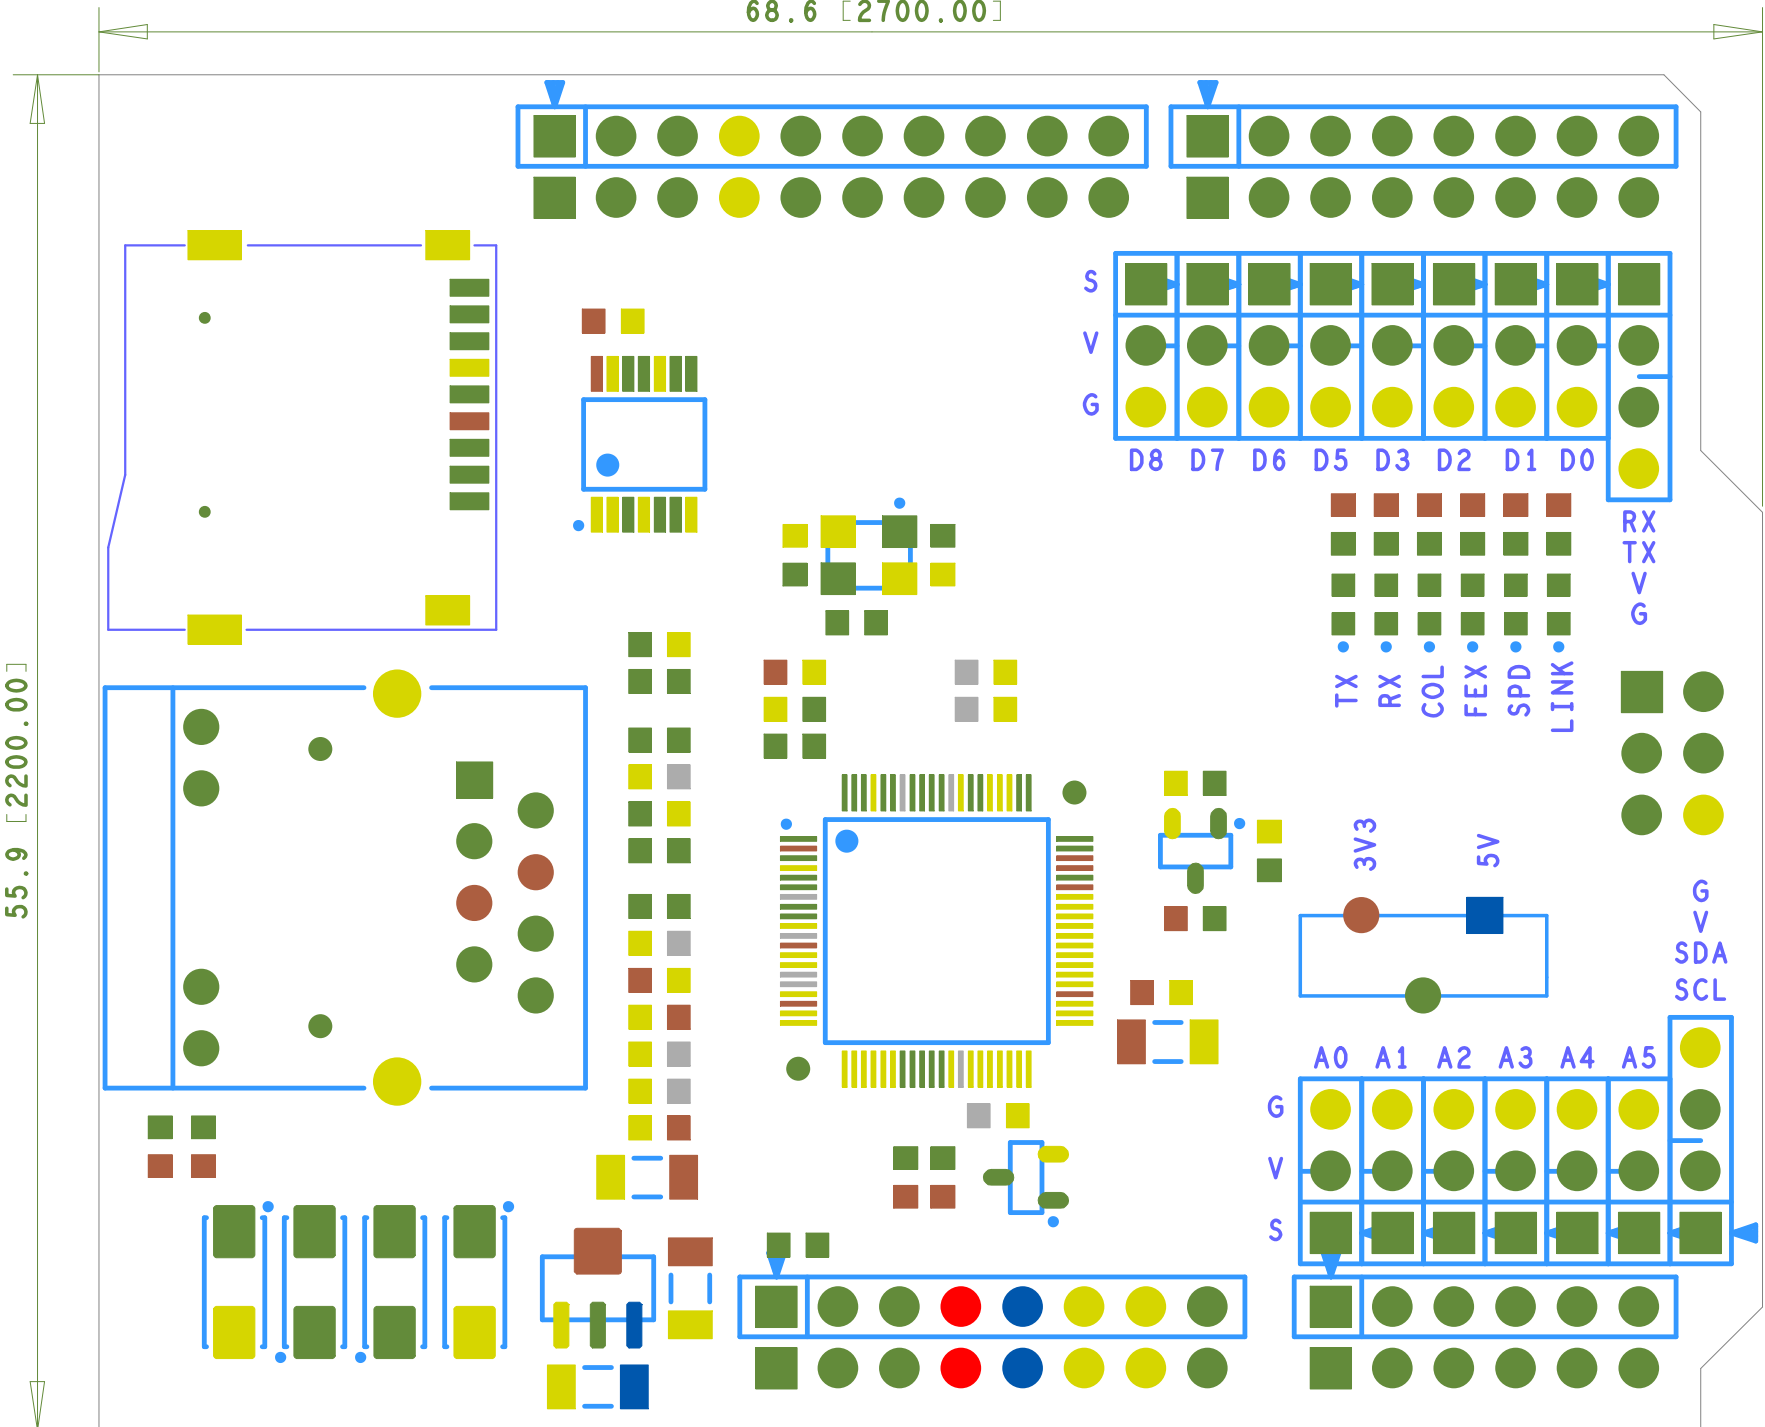 68.6 [2700.00]
55.9 [2200.00]
S
V
G
D8 D7 D6 D5 D3 D2 D1 D0
RX
TX
V
G
TX RX COL FEX SPD LINK
3V3 5V
G
V
SDA
SCL
A0 A1 A2 A3 A4 A5
G
V
S